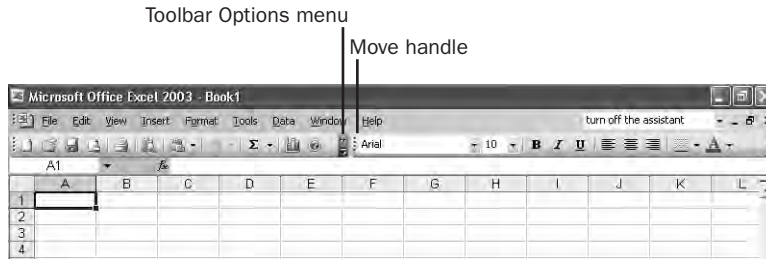 Toolbar Options menu
Move handle
Microsoft Office Excel 2003 - Book1
File Edit View Insert Format Tools Data Window Help turn off the assistant
Σ Arial 10 B I U A
A1 fx
A B C D E F G H I J K L
1
2
3
4